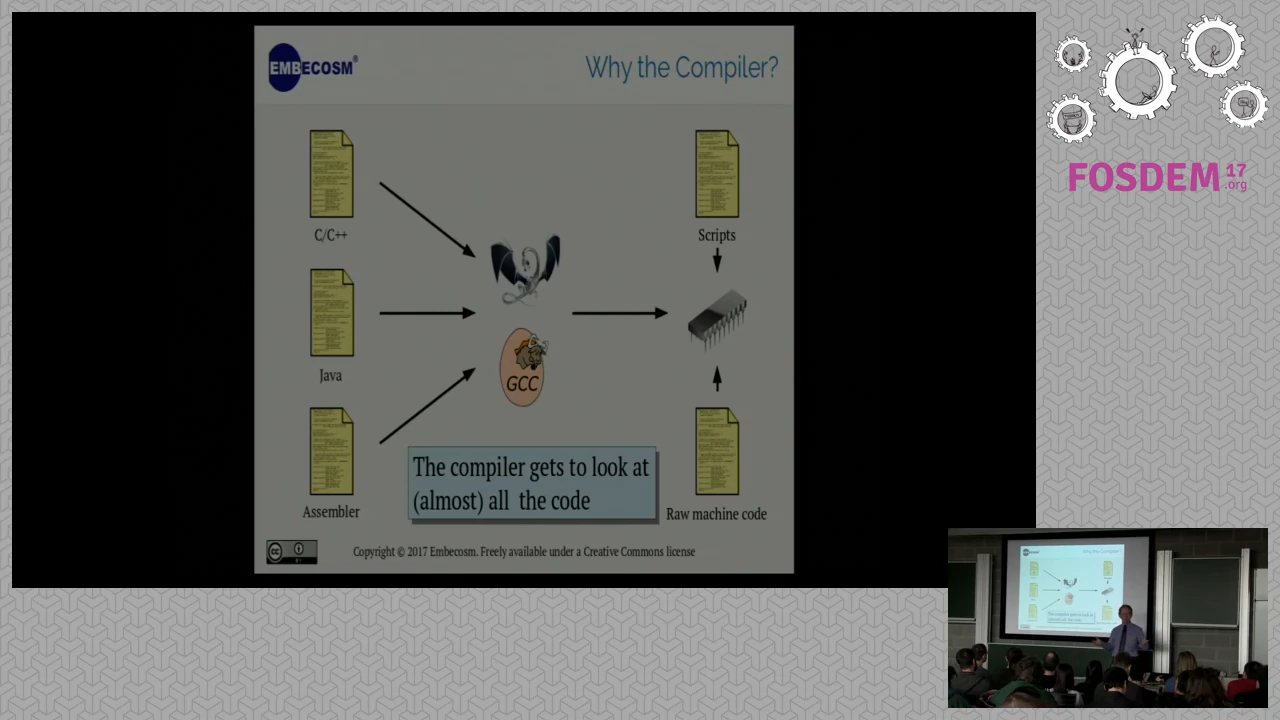 EMBECOSM®
Why the Compiler?
C/C++
Scripts
Java
GCC
Assembler
The compiler gets to look at
(almost) all the code
Raw machine code
Copyright © 2017 Embecosm. Freely available under a Creative Commons license
FOSDEM 17
.org